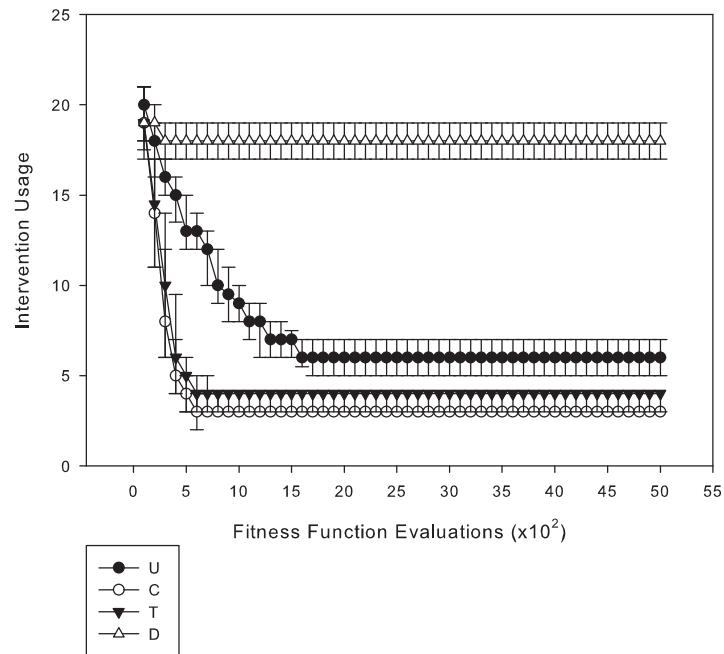 25
20
15
10
5
0
Intervention Usage
0 5 10 15 20 25 30 35 40 45 50 55
Fitness Function Evaluations (x10²)
U
C
T
D